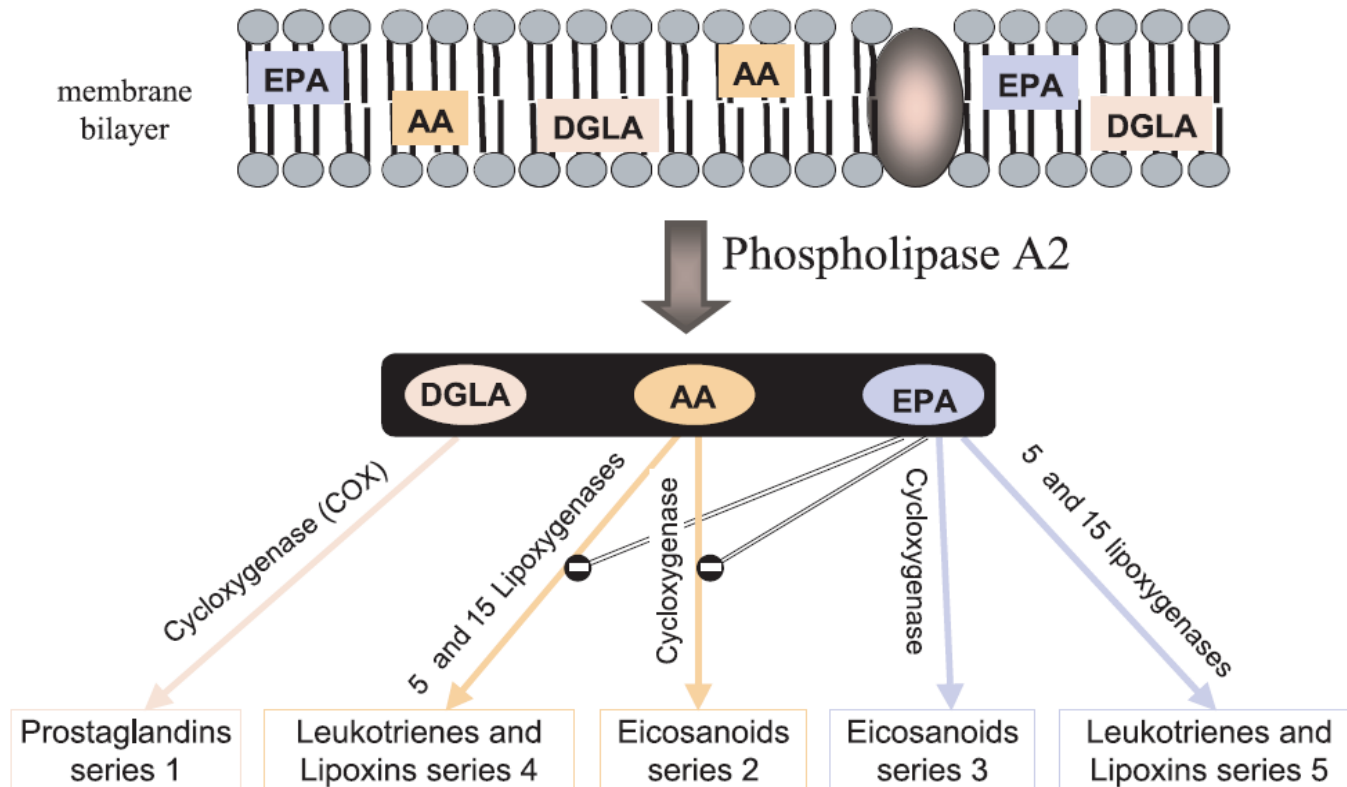 EPA
AA
DGLA
AA
EPA
DGLA
membrane
bilayer
Phospholipase A2
DGLA
AA
EPA
Cycloxygenase (COX)
5 and 15 Lipoxygenases
Cycloxygenase
Cycloxygenase
5 and 15 lipoxygenases
Prostaglandins
series 1
Leukotrienes and
Lipoxins series 4
Eicosanoids
series 2
Eicosanoids
series 3
Leukotrienes and
Lipoxins series 5